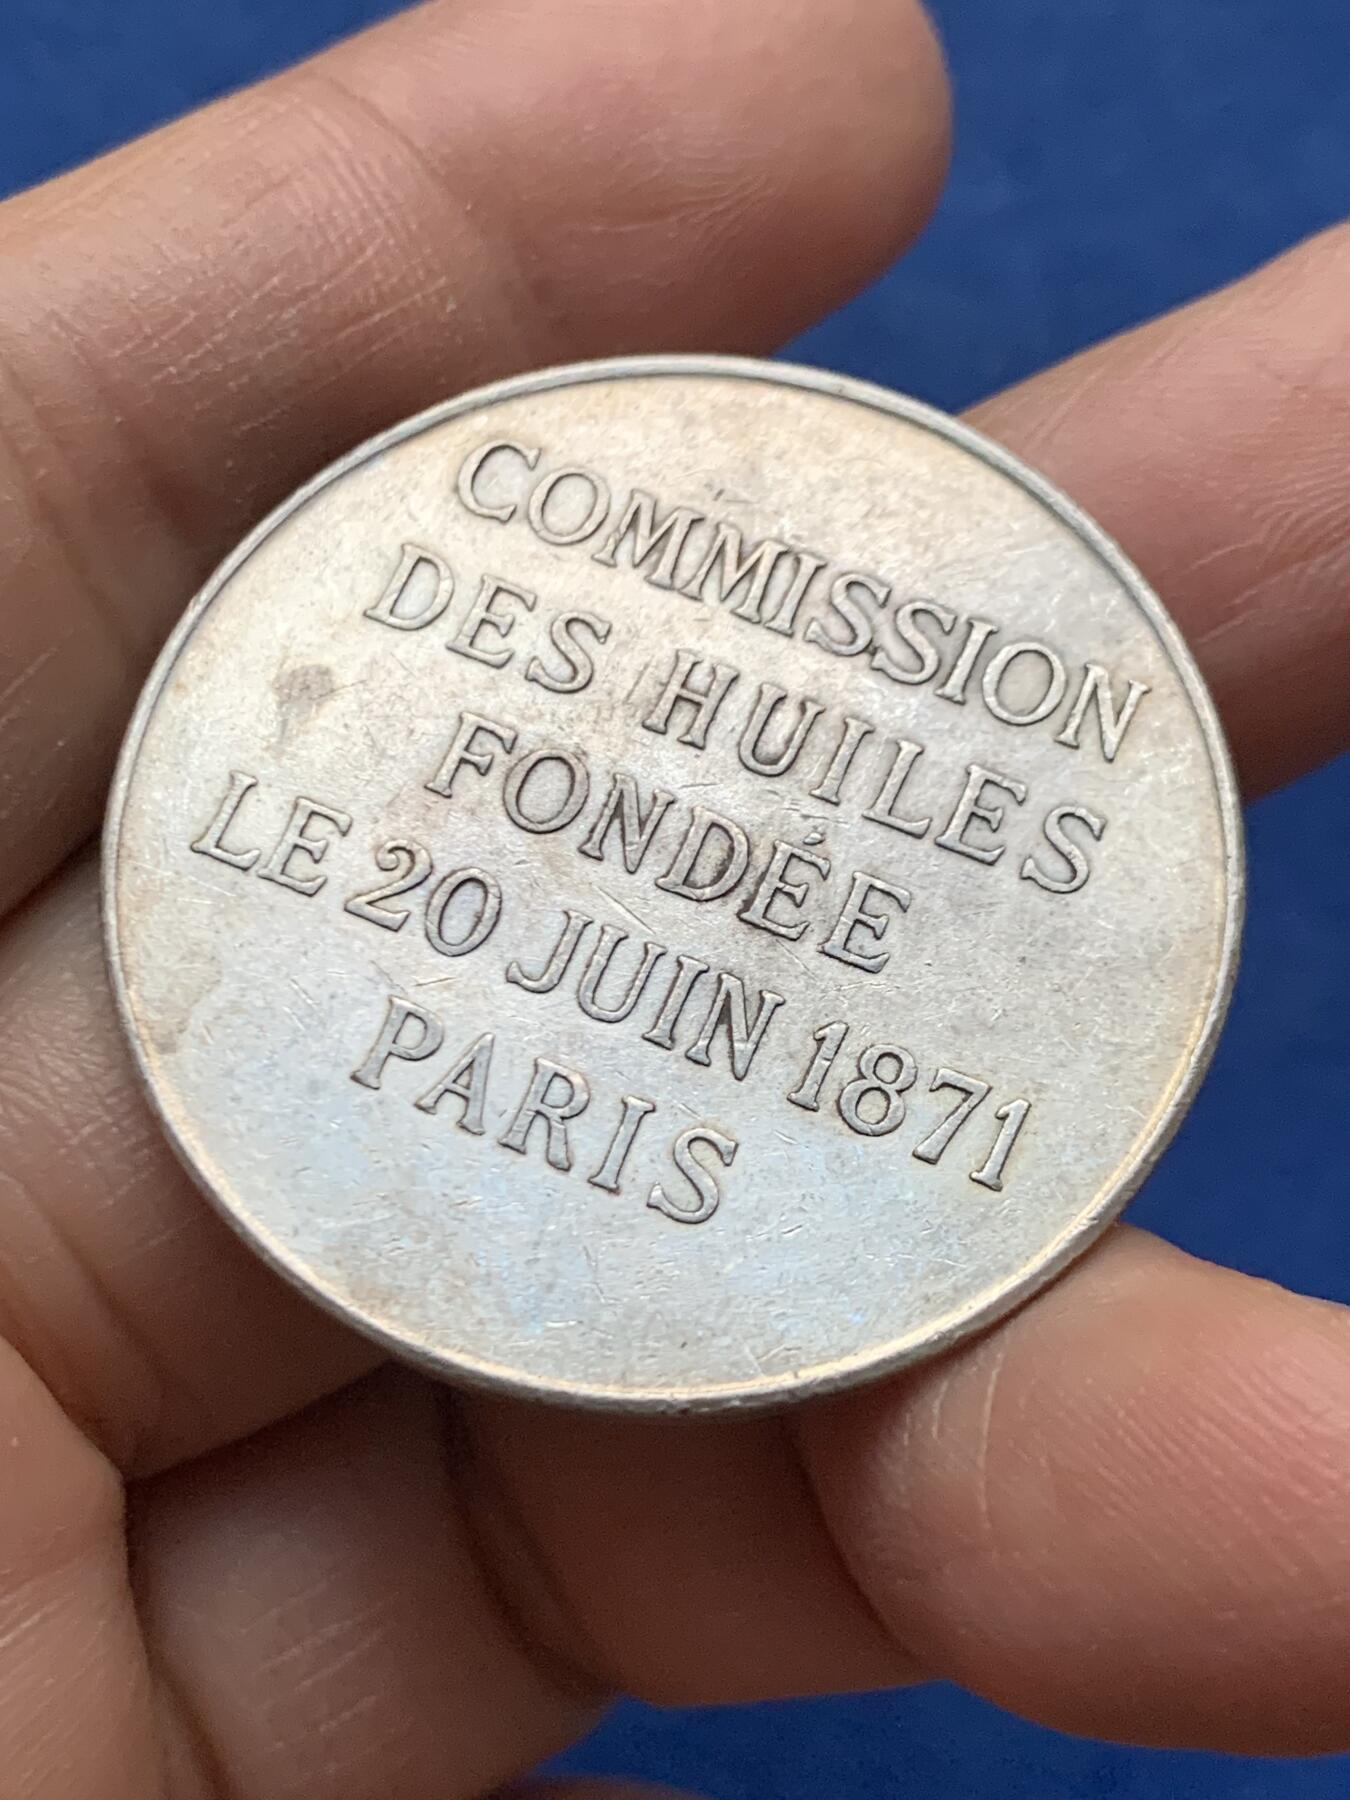 COMMISSION
DES HUILES
FONDÉE
LE 20 JUIN 1871
PARIS